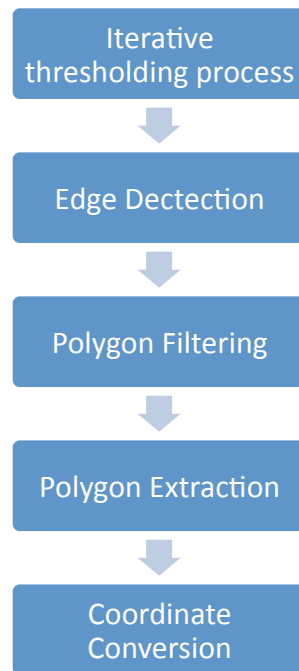 Iterative
thresholding process
Edge Dectection
Polygon Filtering
Polygon Extraction
Coordinate
Conversion